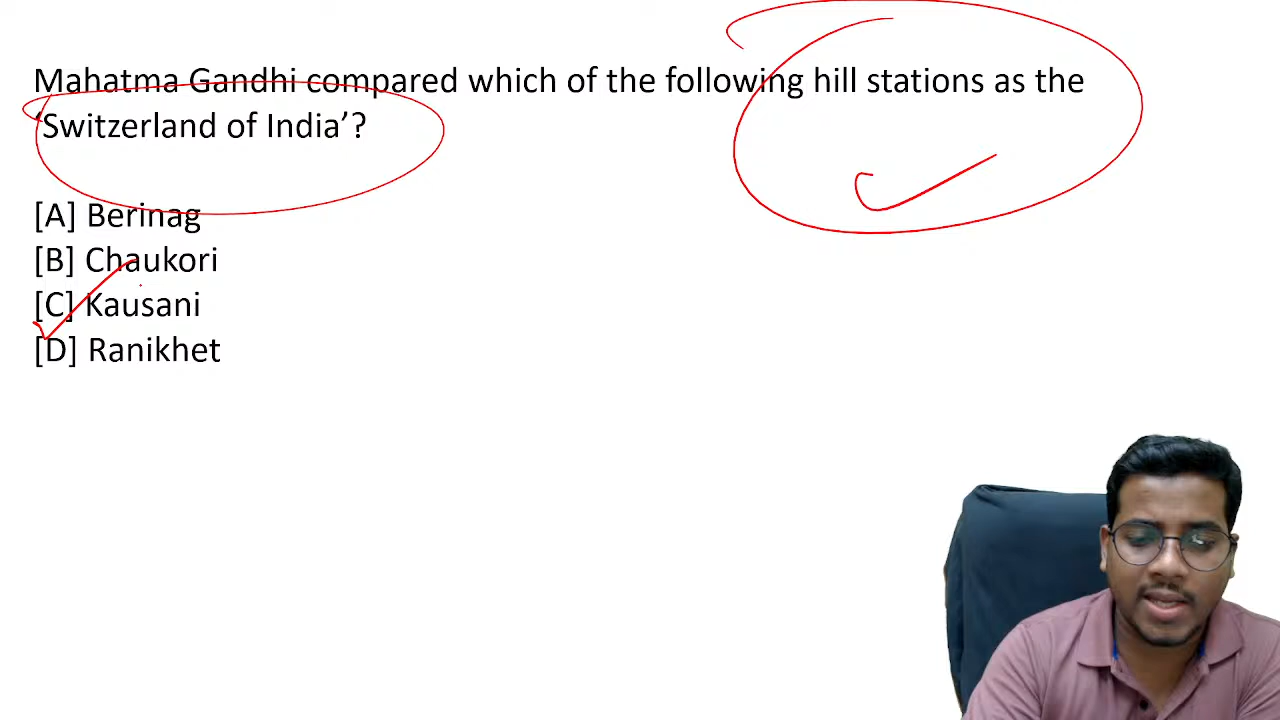 Mahatma Gandhi compared which of the following hill stations as the
‘Switzerland of India’?
[A] Berinag
[B] Chaukori
[C] Kausani
[D] Ranikhet